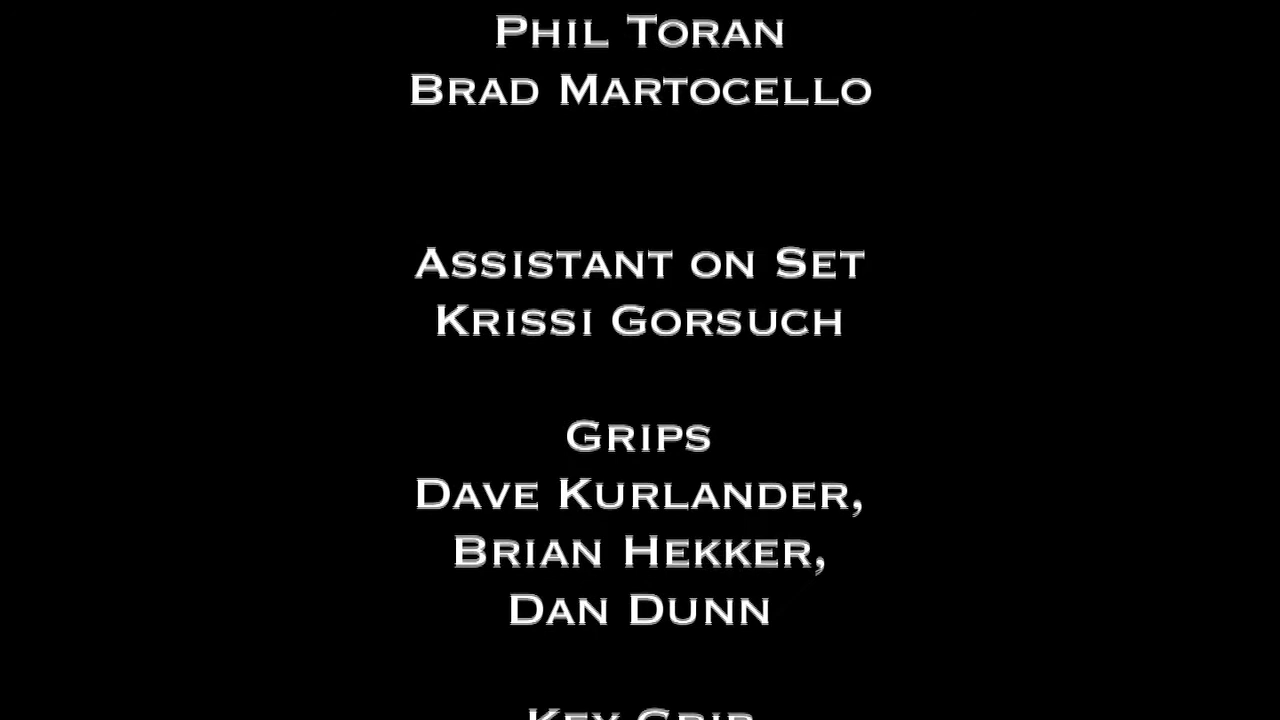 Phil Toran
Brad Martocello
Assistant on Set
Krissi Gorsuch
Grips
Dave Kurlander,
Brian Hekker,
Dan Dunn
Key Grip